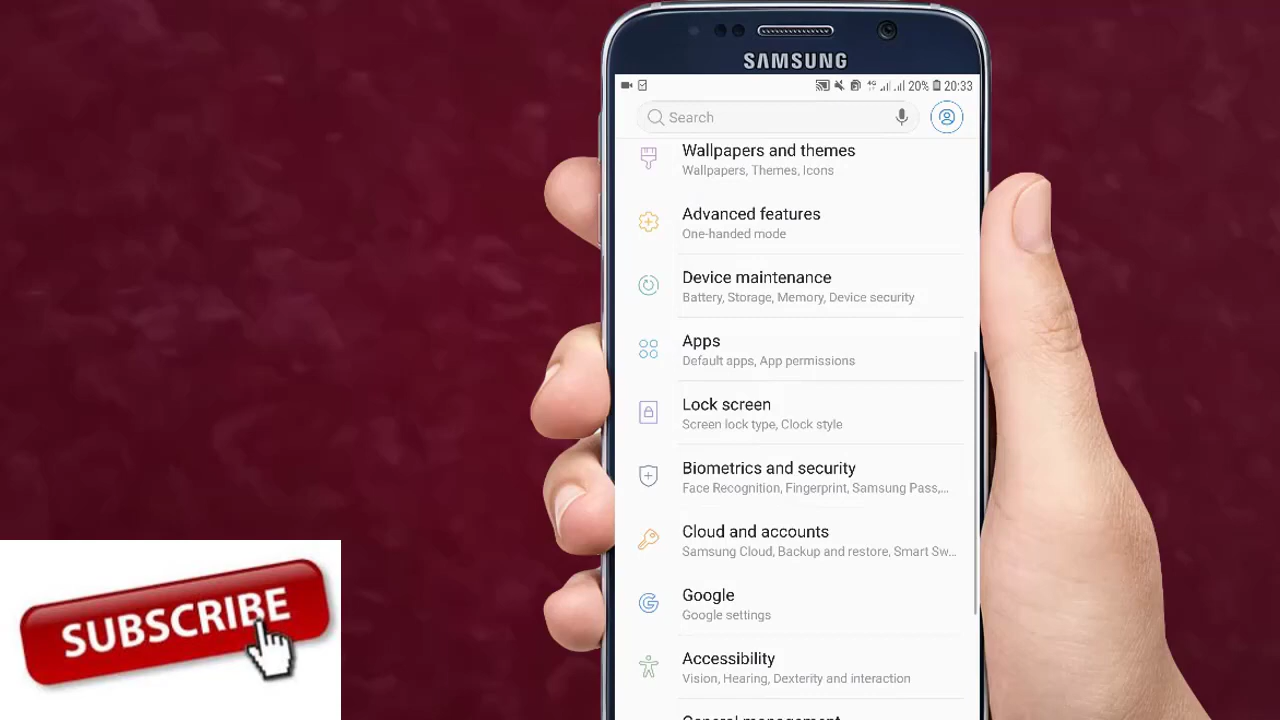 SAMSUNG
4G 20% 20:33
Search
Wallpapers and themes
Wallpapers, Themes, Icons
Advanced features
One-handed mode
Device maintenance
Battery, Storage, Memory, Device security
Apps
Default apps, App permissions
Lock screen
Screen lock type, Clock style
Biometrics and security
Face Recognition, Fingerprint, Samsung Pass,...
Cloud and accounts
Samsung Cloud, Backup and restore, Smart Sw...
Google
Google settings
Accessibility
Vision, Hearing, Dexterity and interaction
General management
SUBSCRIBE